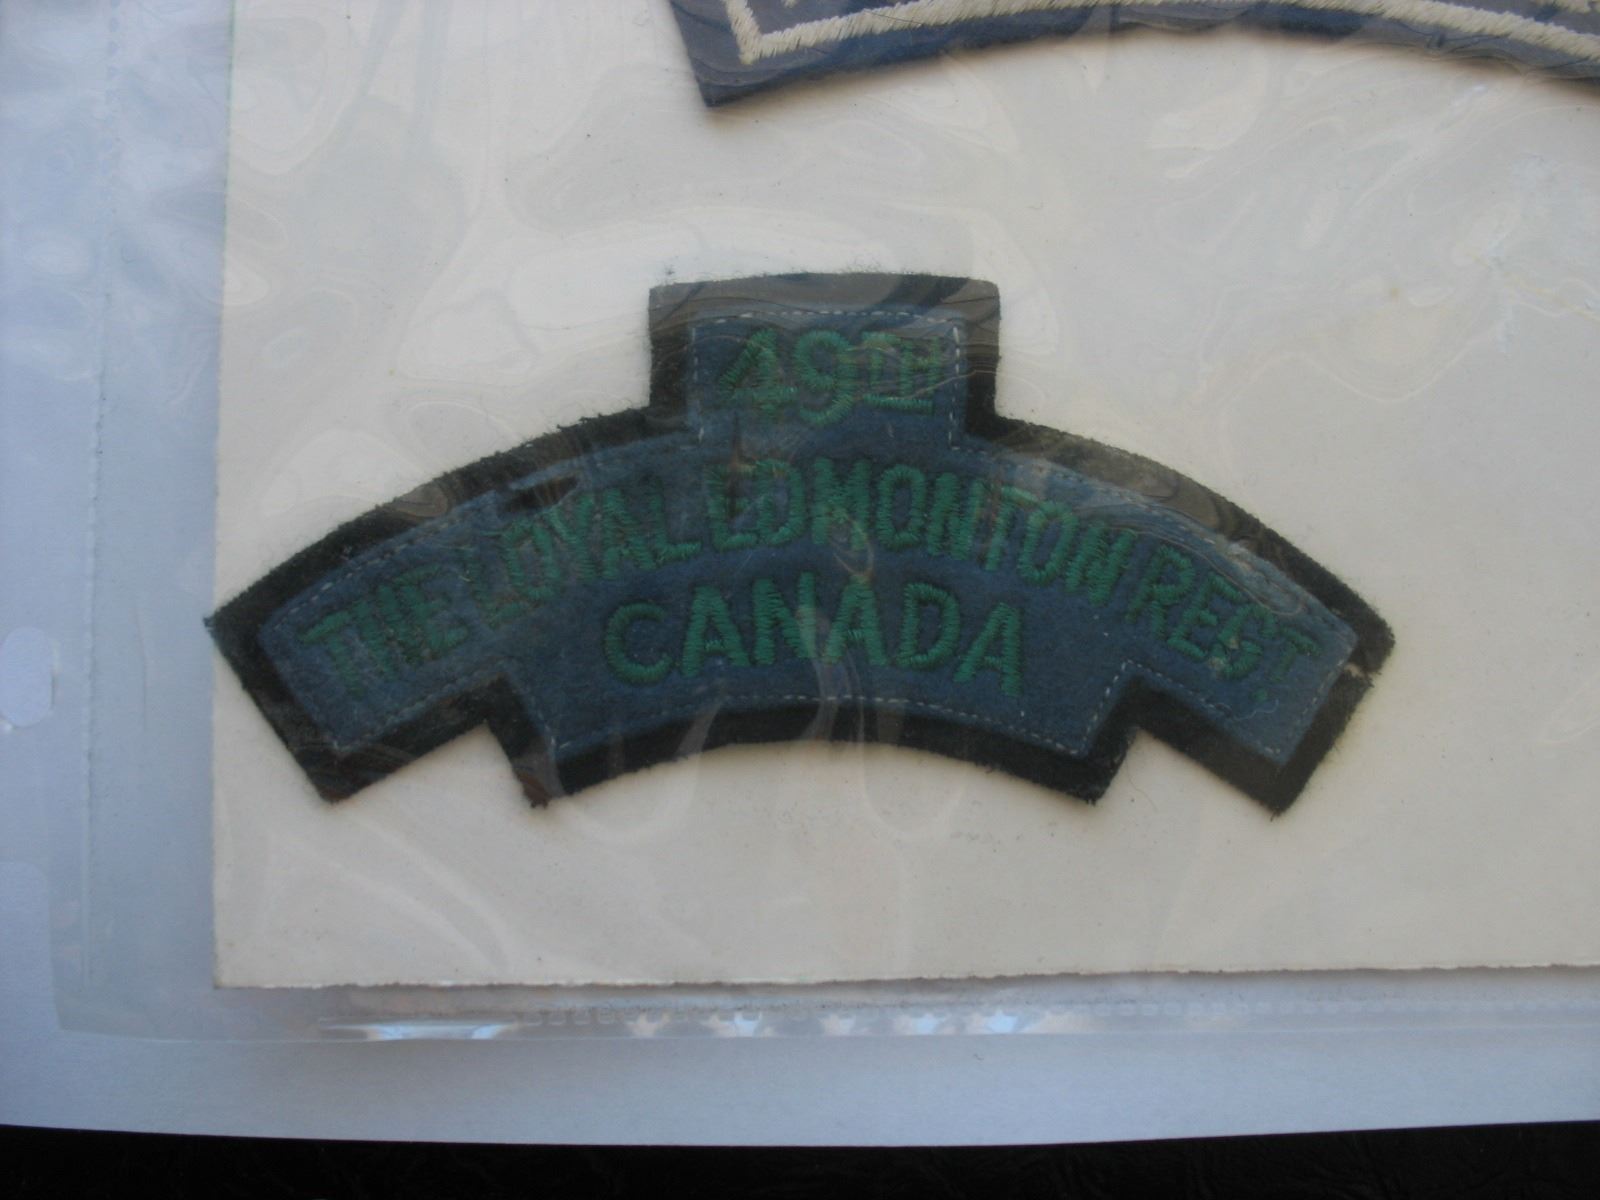 49TH
THE LOYAL EDMONTON REGT.
CANADA